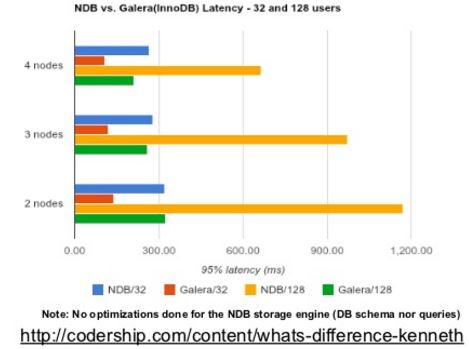 NDB vs. Galera(InnoDB) Latency - 32 and 128 users
4 nodes
3 nodes
2 nodes
0.00 300.00 600.00 900.00 1,200.00
95% latency (ms)
NDB/32 Galera/32 NDB/128 Galera/128
Note: No optimizations done for the NDB storage engine (DB schema nor queries)
http://codership.com/content/whats-difference-kenneth